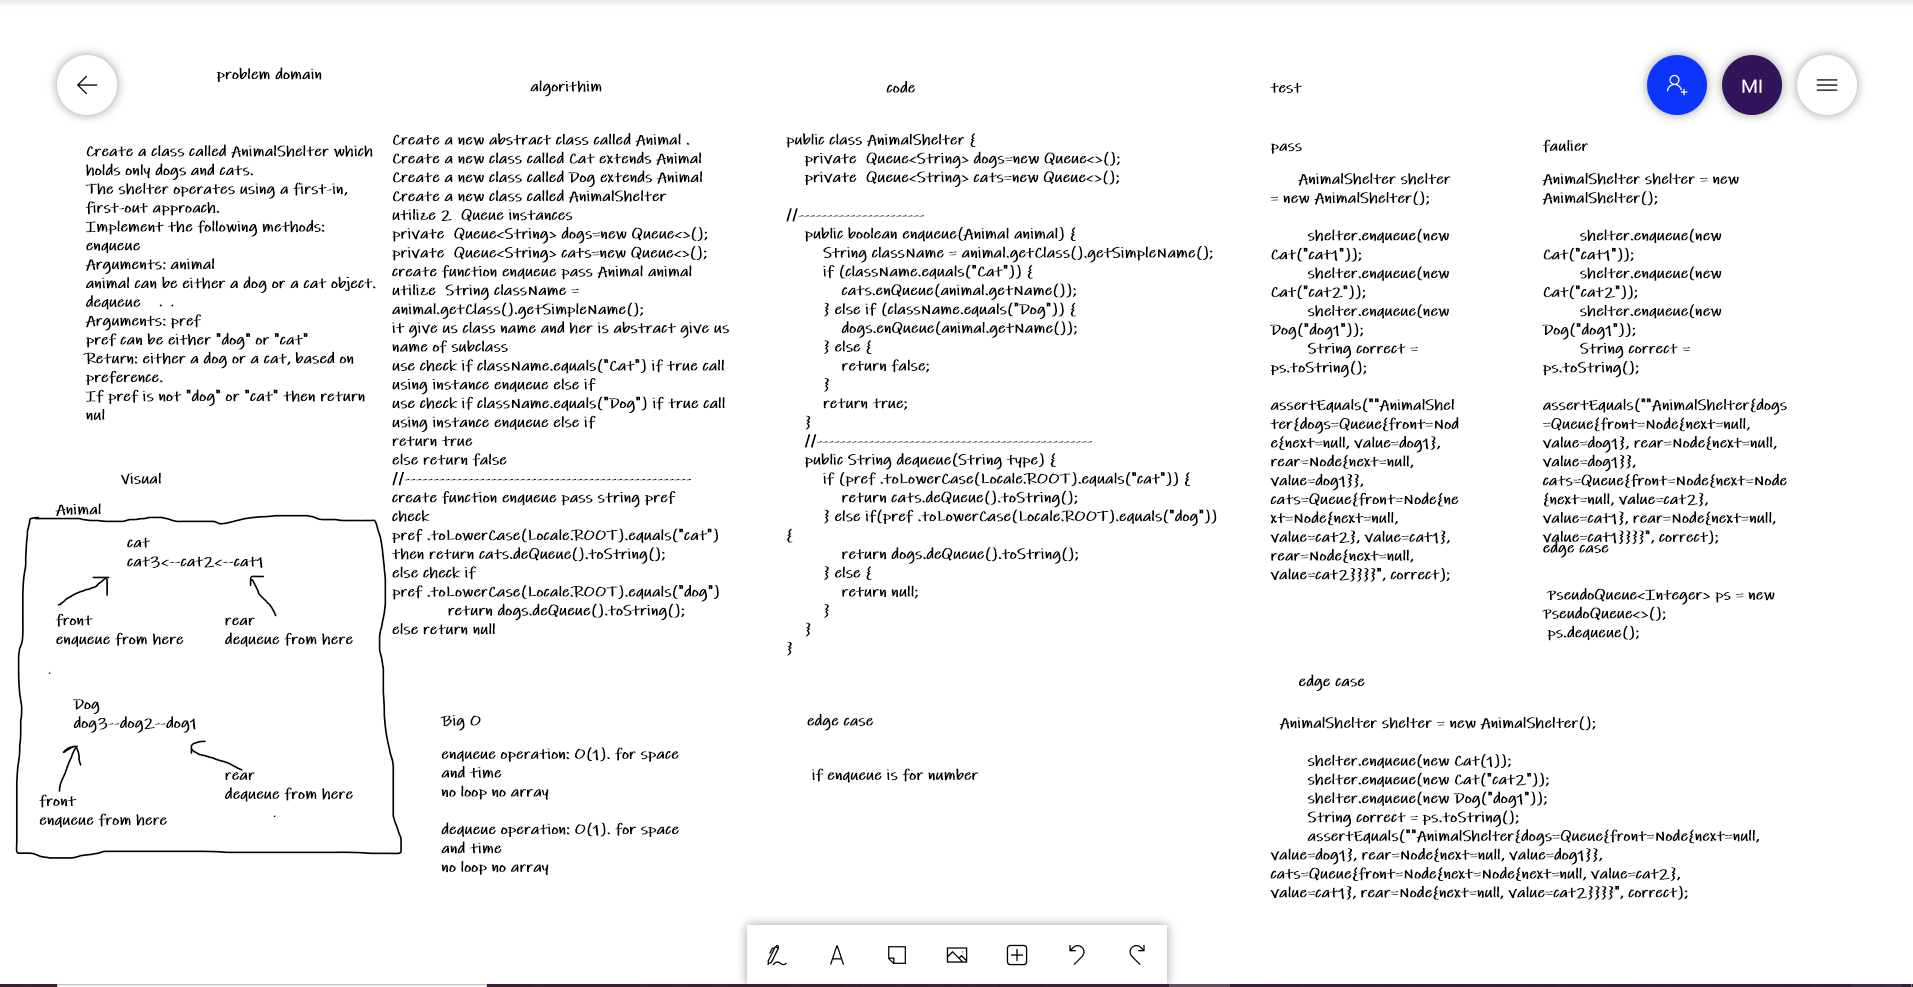 problem domain
Create a class called AnimalShelter which
holds only dogs and cats.
The shelter operates using a first-in,
first-out approach.
Implement the following methods:
enqueue
Arguments: animal
animal can be either a dog or a cat object.
dequeue . .
Arguments: pref
pref can be either "dog" or "cat"
Return: either a dog or a cat, based on
preference.
If pref is not "dog" or "cat" then return
nul
Visual
Animal
cat
cat3<--cat2<--cat1
front
enqueue from here
rear
dequeue from here
Dog
dog3--dog2--dog1
rear
dequeue from here
front
enqueue from here
algorithim
Create a new abstract class called Animal .
Create a new class called Cat extends Animal
Create a new class called Dog extends Animal
Create a new class called AnimalShelter
utilize 2 Queue instances
private Queue<String> dogs=new Queue<>();
private Queue<String> cats=new Queue<>();
create function enqueue pass Animal animal
utilize String className =
animal.getClass().getSimpleName();
it give us class name and her is abstract give us
name of subclass
use check if className.equals("Cat") if true call
using instance enqueue else if
use check if className.equals("Dog") if true call
using instance enqueue else if
return true
else return false
//------------------------------------------------
create function enqueue pass string pref
check
pref .toLowerCase(Locale.ROOT).equals("cat")
then return cats.deQueue().toString();
else check if
pref .toLowerCase(Locale.ROOT).equals("dog")
return dogs.deQueue().toString();
else return null
Big O
enqueue operation: O(1). for space
and time
no loop no array
dequeue operation: O(1). for space
and time
no loop no array
code
public class AnimalShelter {
private Queue<String> dogs=new Queue<>();
private Queue<String> cats=new Queue<>();
//---------------------
public boolean enqueue(Animal animal) {
String className = animal.getClass().getSimpleName();
if (className.equals("Cat")) {
cats.enQueue(animal.getName());
} else if (className.equals("Dog")) {
dogs.enQueue(animal.getName());
} else {
return false;
}
return true;
}
//----------------------------------------------
public String dequeue(String type) {
if (pref .toLowerCase(Locale.ROOT).equals("cat")) {
return cats.deQueue().toString();
} else if(pref .toLowerCase(Locale.ROOT).equals("dog"))
{
return dogs.deQueue().toString();
} else {
return null;
}
}
}
edge case
if enqueue is for number
test
pass
AnimalShelter shelter
= new AnimalShelter();
shelter.enqueue(new
Cat("cat1"));
shelter.enqueue(new
Cat("cat2"));
shelter.enqueue(new
Dog("dog1"));
String correct =
ps.toString();
assertEquals(""AnimalShel
ter{dogs=Queue{front=Nod
e{next=null, value=dog1},
rear=Node{next=null,
value=dog1}},
cats=Queue{front=Node{ne
xt=Node{next=null,
value=cat2}, value=cat1},
rear=Node{next=null,
value=cat2}}}}", correct);
faulier
AnimalShelter shelter = new
AnimalShelter();
shelter.enqueue(new
Cat("cat1"));
shelter.enqueue(new
Cat("cat2"));
shelter.enqueue(new
Dog("dog1"));
String correct =
ps.toString();
assertEquals(""AnimalShelter{dogs
=Queue{front=Node{next=null,
value=dog1}, rear=Node{next=null,
value=dog1}},
cats=Queue{front=Node{next=Node
{next=null, value=cat2},
value=cat1}, rear=Node{next=null,
value=cat1}}}}", correct);
edge case
PseudoQueue<Integer> ps = new
PseudoQueue<>();
ps.dequeue();
edge case
AnimalShelter shelter = new AnimalShelter();
shelter.enqueue(new Cat(1));
shelter.enqueue(new Cat("cat2"));
shelter.enqueue(new Dog("dog1"));
String correct = ps.toString();
assertEquals(""AnimalShelter{dogs=Queue{front=Node{next=null,
value=dog1}, rear=Node{next=null, value=dog1}},
cats=Queue{front=Node{next=Node{next=null, value=cat2},
value=cat1}, rear=Node{next=null, value=cat2}}}}", correct);
MI
A